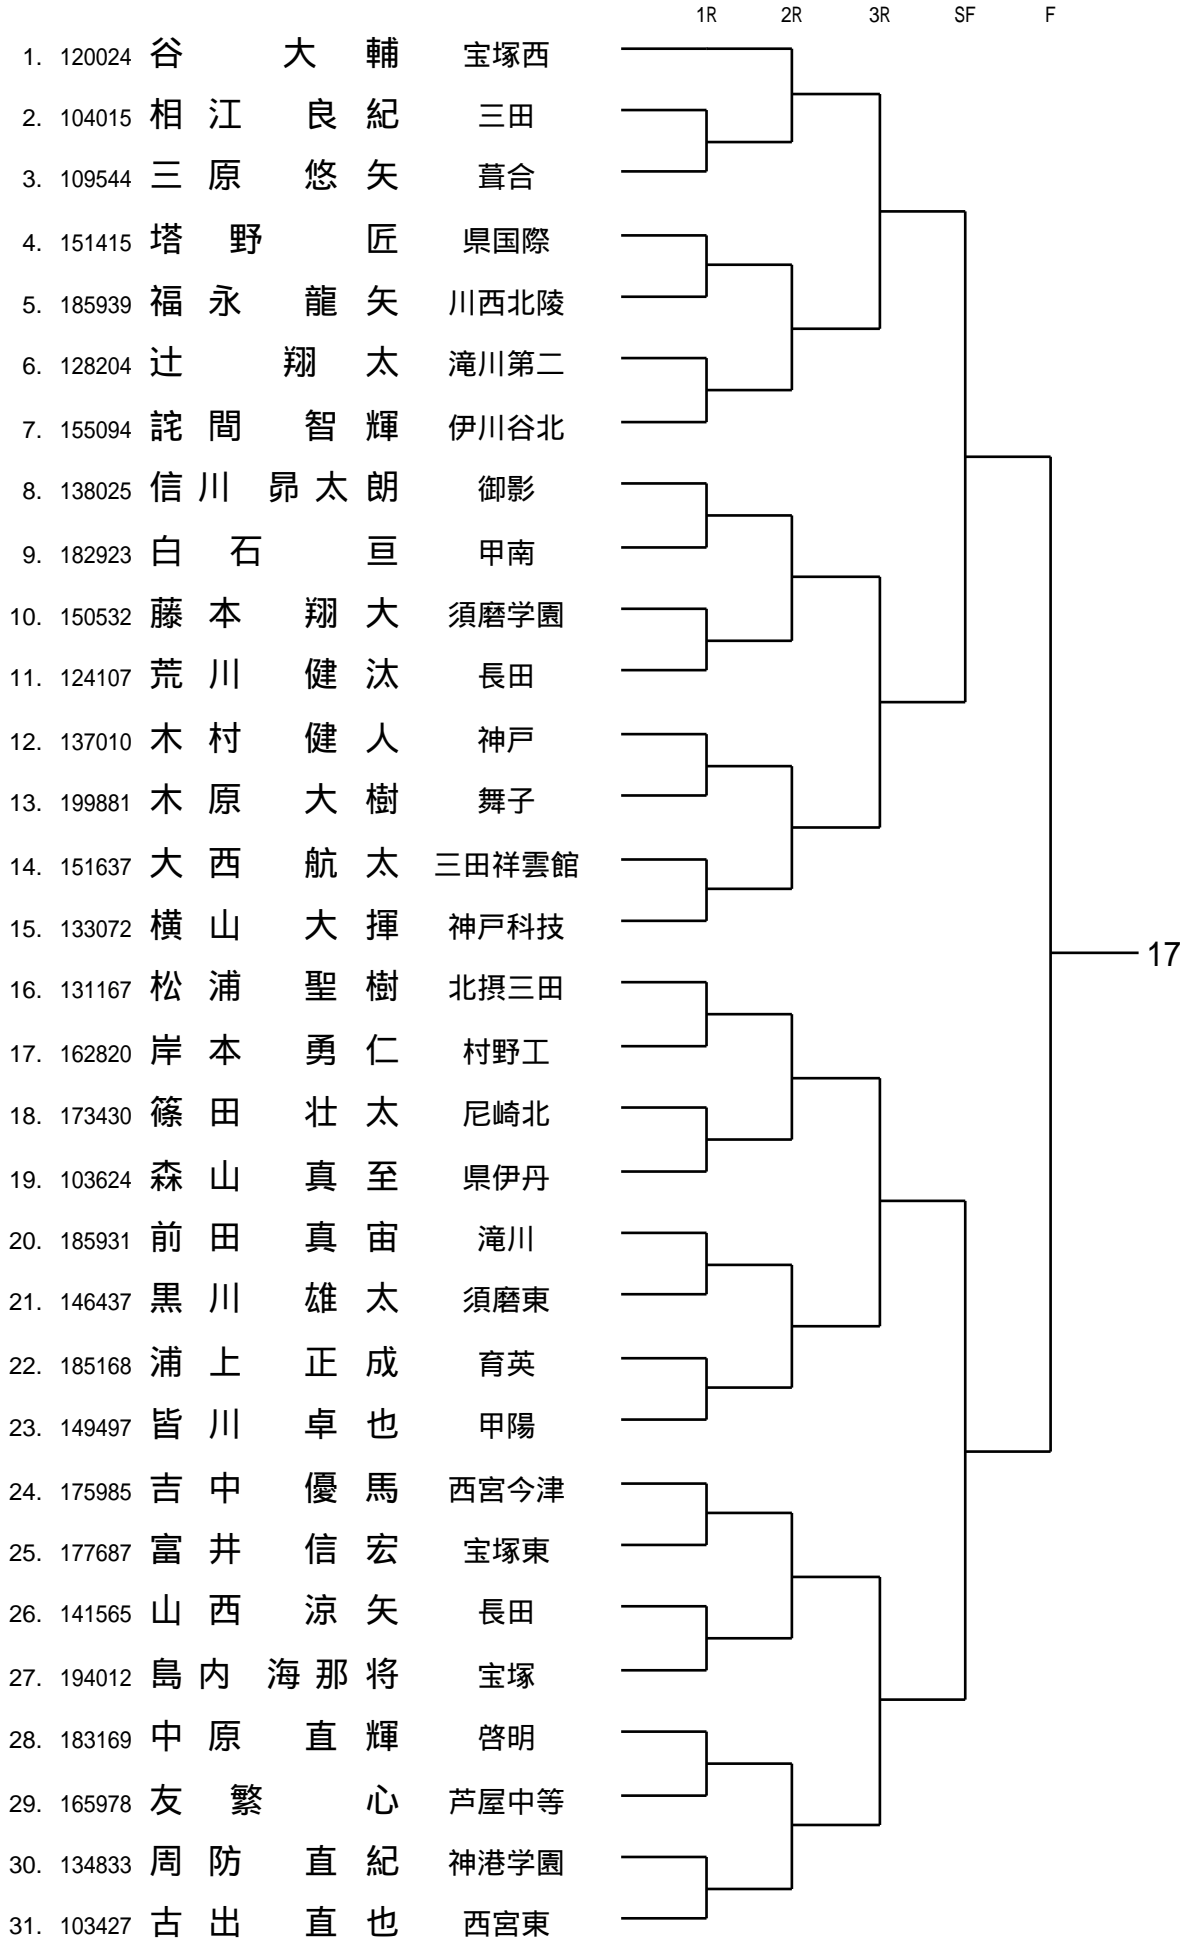 1R 2R 3R SF F
1. 120024 谷 大輔 宝塚西
2. 104015 相江 良紀 三田
3. 109544 三原 悠矢 葺合
4. 151415 塔野 匠 県国際
5. 185939 福永 龍矢 川西北陵
6. 128204 辻 翔太 滝川第二
7. 155094 詫間 智輝 伊川谷北
8. 138025 信川 昴太朗 御影
9. 182923 白石 亘 甲南
10. 150532 藤本 翔大 須磨学園
11. 124107 荒川 健汰 長田
12. 137010 木村 健人 神戸
13. 199881 木原 大樹 舞子
14. 151637 大西 航太 三田祥雲館
15. 133072 横山 大揮 神戸科技
17
16. 131167 松浦 聖樹 北摂三田
17. 162820 岸本 勇仁 村野工
18. 173430 篠田 壮太 尼崎北
19. 103624 森山 真至 県伊丹
20. 185931 前田 真宙 滝川
21. 146437 黒川 雄太 須磨東
22. 185168 浦上 正成 育英
23. 149497 皆川 卓也 甲陽
24. 175985 吉中 優馬 西宮今津
25. 177687 富井 信宏 宝塚東
26. 141565 山西 涼矢 長田
27. 194012 島内 海那将 宝塚
28. 183169 中原 直輝 啓明
29. 165978 友繁 心 芦屋中等
30. 134833 周防 直紀 神港学園
31. 103427 古出 直也 西宮東